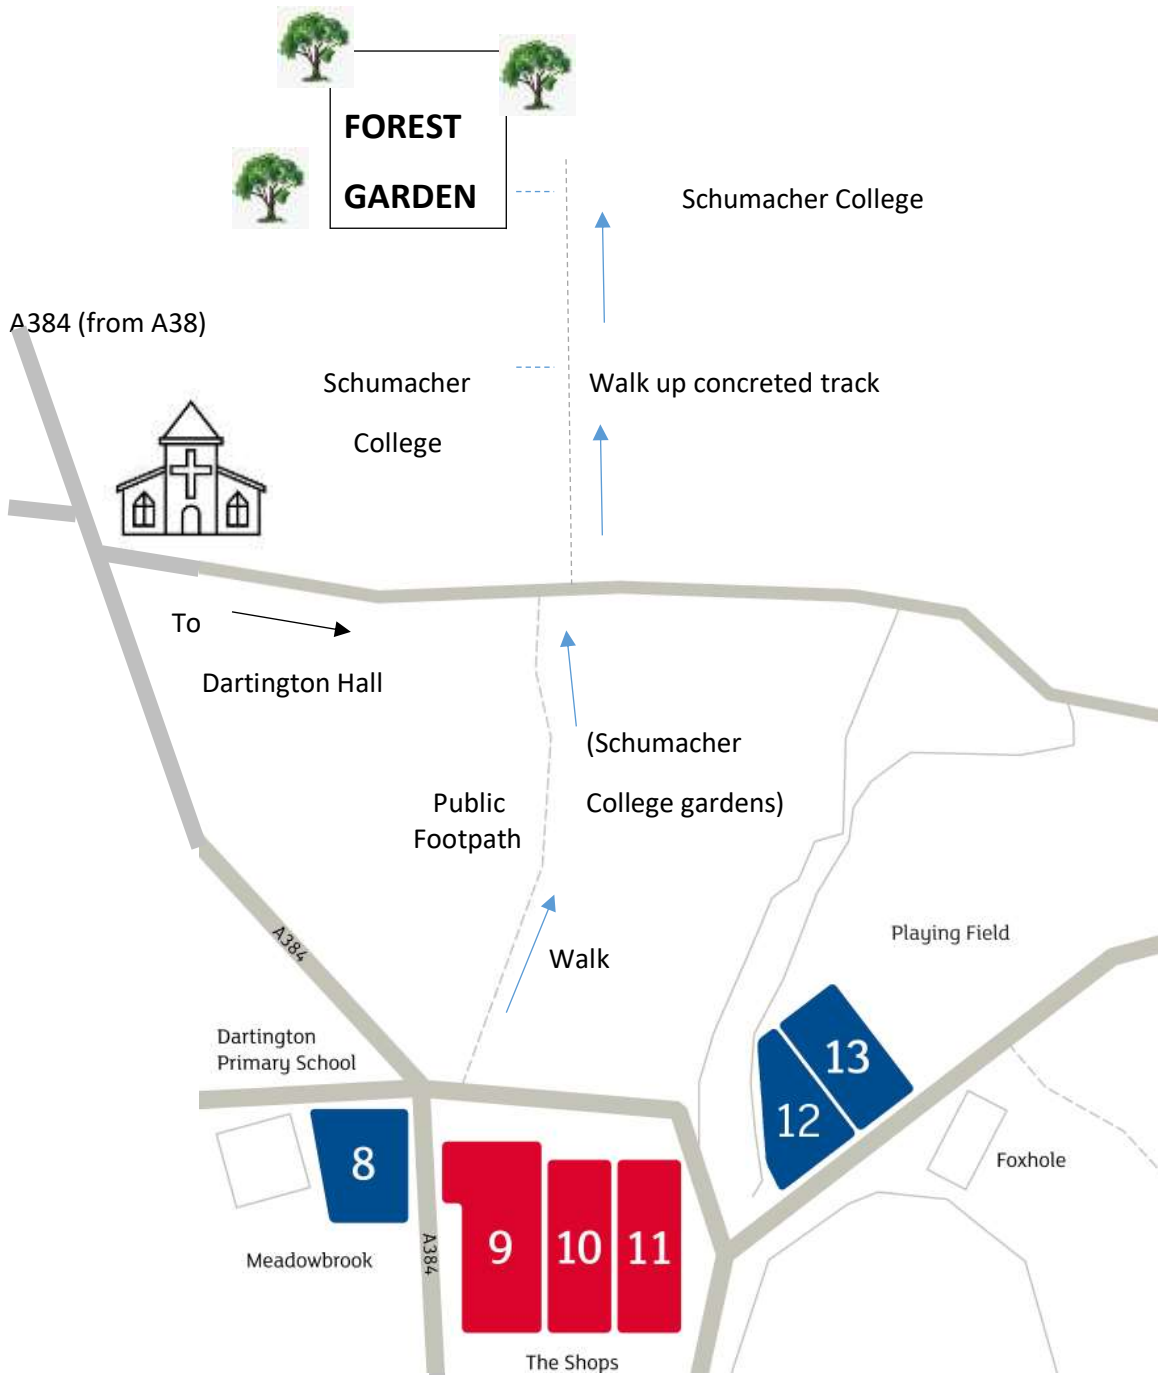 FOREST
GARDEN
Schumacher College
A384 (from A38)
Schumacher
College
Walk up concreted track
To
Dartington Hall
(Schumacher
College gardens)
Public
Footpath
A384
Walk
Playing Field
Dartington
Primary School
13
12
8
9
10
11
Foxhole
Meadowbrook
A384
The Shops